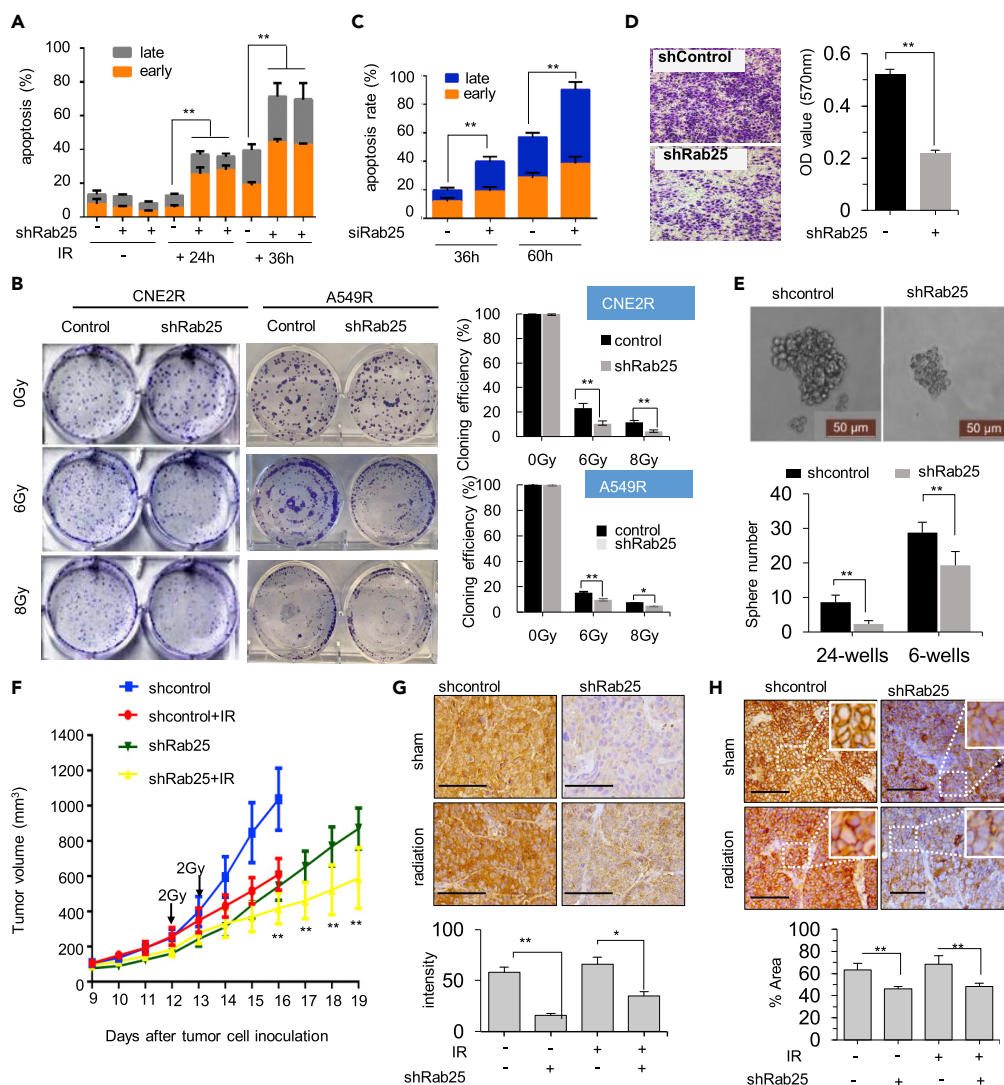 A
late
early
apoptosis (%)
100
80
60
40
20
0
**
**
shRab25 - + + - + + - + +
IR - + 24h + 36h
C
late
early
apoptosis rate (%)
100
80
60
40
20
0
**
**
siRab25 - + - +
36h 60h
D
shControl
shRab25
OD value (570nm)
0.6
0.4
0.2
0
**
shRab25 - +
B
CNE2R A549R
Control shRab25 Control shRab25
0Gy
6Gy
8Gy
CNE2R
control
shRab25
Cloning efficiency (%)
100
80
60
40
20
0
** **
0Gy 6Gy 8Gy
A549R
control
shRab25
Cloning efficiency (%)
100
80
60
40
20
0
** *
0Gy 6Gy 8Gy
E
shcontrol shRab25
50 µm 50 µm
shcontrol shRab25
Sphere number
40
30
20
10
0
** **
24-wells 6-wells
F
shcontrol
shcontrol+IR
shRab25
shRab25+IR
Tumor volume (mm³)
1400
1200
1000
800
600
400
200
0
2Gy
2Gy
** ** ** **
9 10 11 12 13 14 15 16 17 18 19
Days after tumor cell inoculation
G
shcontrol shRab25
sham
radiation
intensity
100
50
0
** *
IR - - + +
shRab25 - + - +
H
shcontrol shRab25
sham
radiation
% Area
100
80
60
40
20
0
** **
IR - - + +
shRab25 - + - +